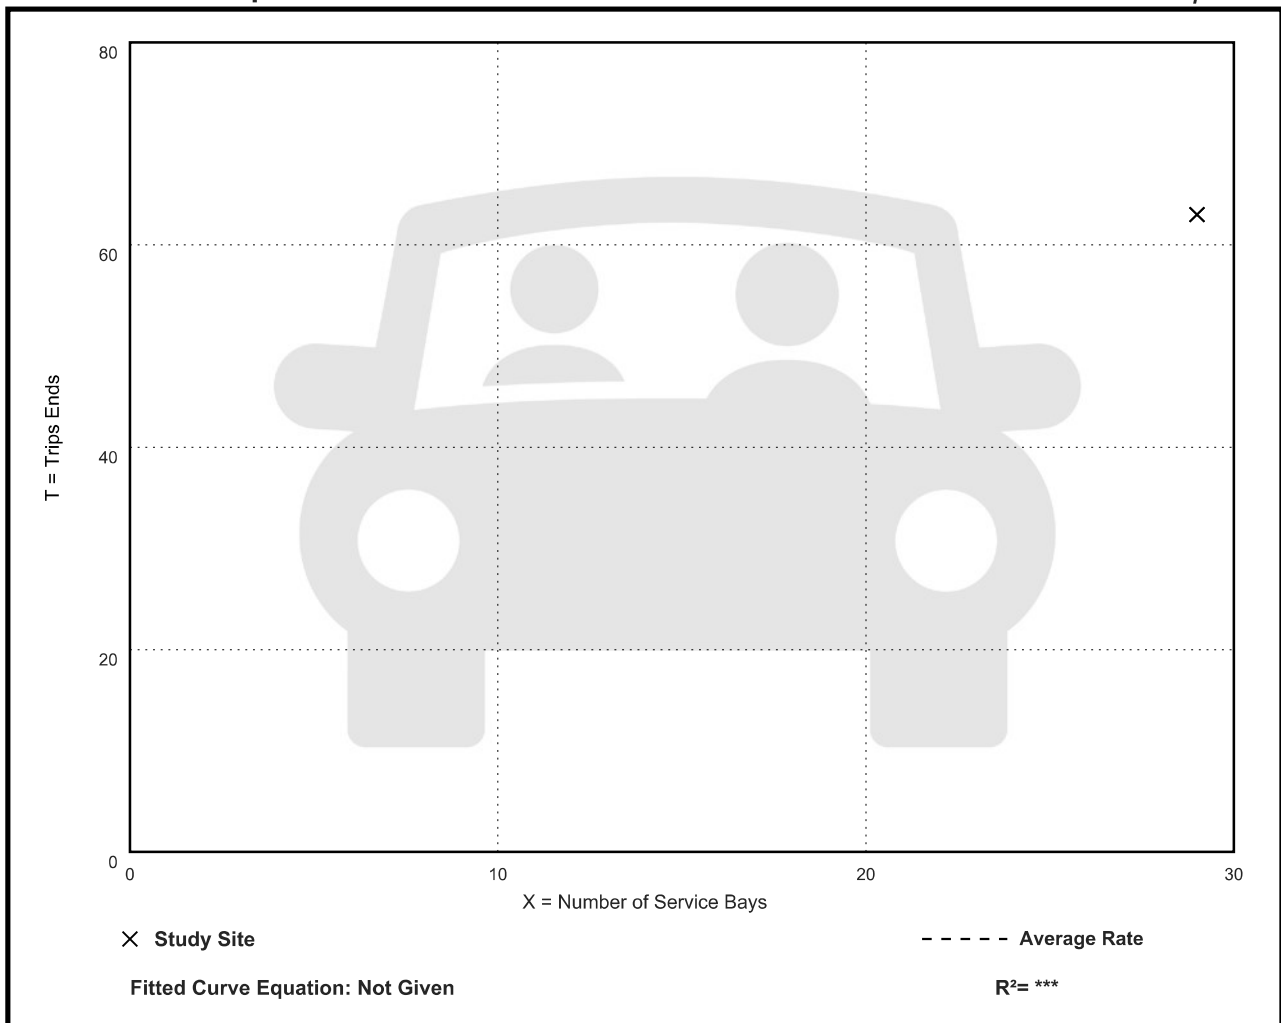 80
60
40
20
0
T = Trips Ends
0 10 20 30
X = Number of Service Bays
Study Site
Average Rate
Fitted Curve Equation: Not Given
R²= ***